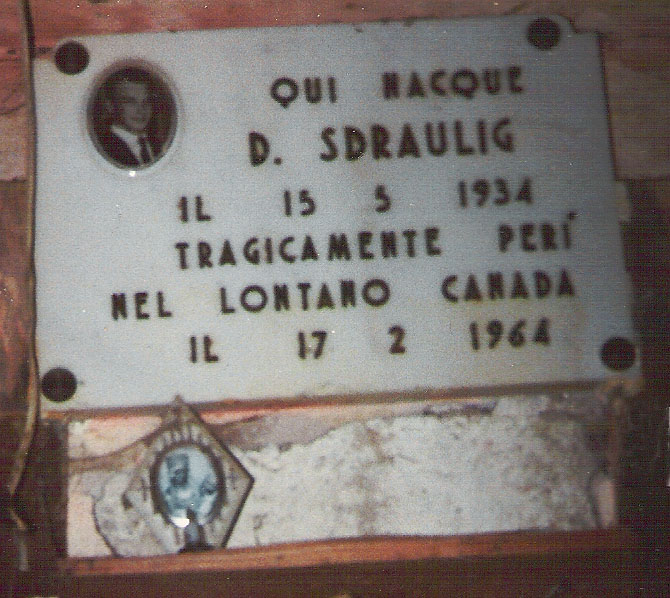 QUI NACQUE
D. SDRAULIG
IL 15 5 1934
TRAGICAMENTE PERÍ
NEL LONTANO CANADA
IL 17 2 1964